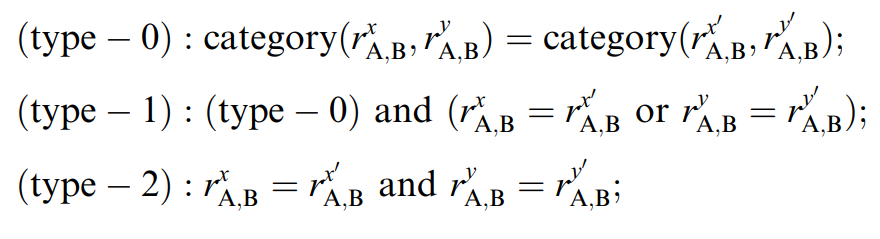 (type − 0) : category(r^x_{A,B}, r^y_{A,B}) = category(r^{x′}_{A,B}, r^{y′}_{A,B});
(type − 1) : (type − 0) and (r^x_{A,B} = r^{x′}_{A,B} or r^y_{A,B} = r^{y′}_{A,B});
(type − 2) : r^x_{A,B} = r^{x′}_{A,B} and r^y_{A,B} = r^{y′}_{A,B};